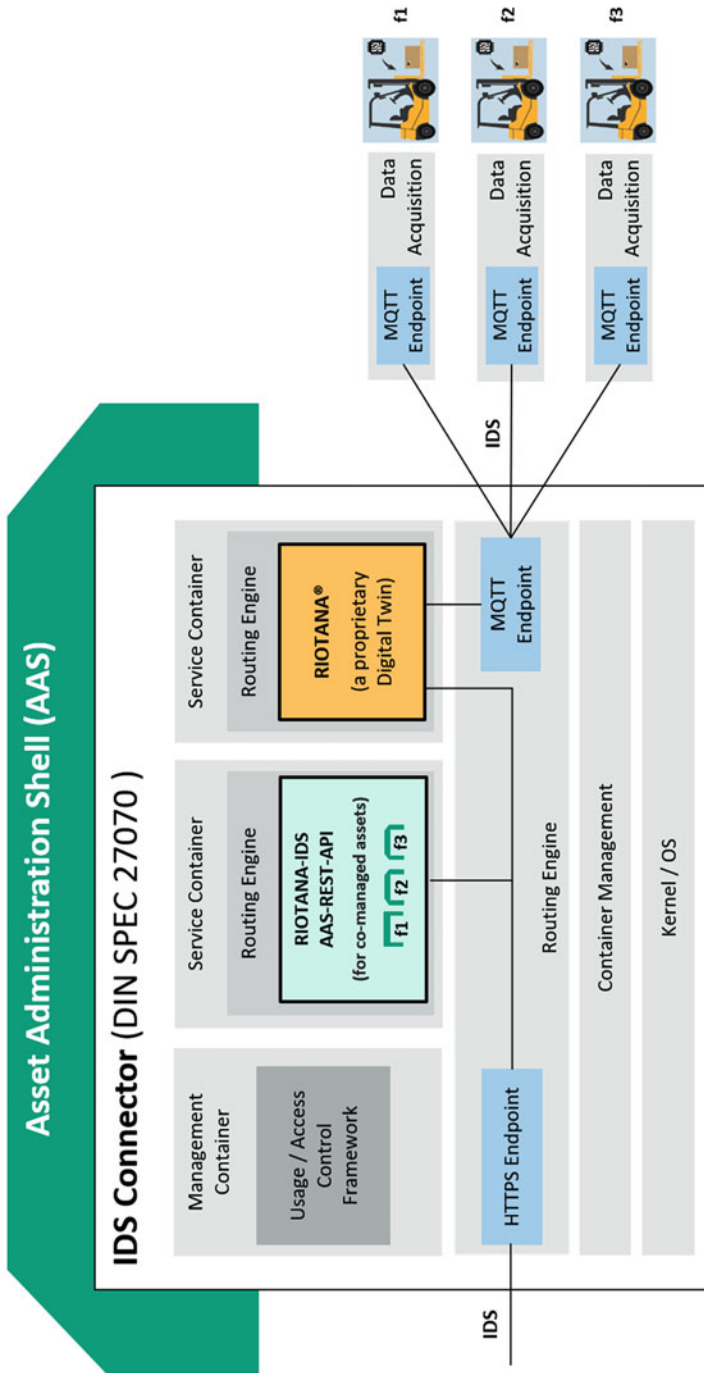 Asset Administration Shell (AAS)
IDS Connector (DIN SPEC 27070 )
Management
Container
Usage / Access
Control
Framework
Service Container
Routing Engine
RIOTANA-IDS
AAS-REST-API
(for co-managed assets)
f1 f2 f3
Service Container
Routing Engine
RIOTANA®
(a proprietary
Digital Twin)
IDS
HTTPS Endpoint
Routing Engine
MQTT
Endpoint
Container Management
Kernel / OS
IDS
MQTT
Endpoint
Data
Acquisition
f1
MQTT
Endpoint
Data
Acquisition
f2
MQTT
Endpoint
Data
Acquisition
f3